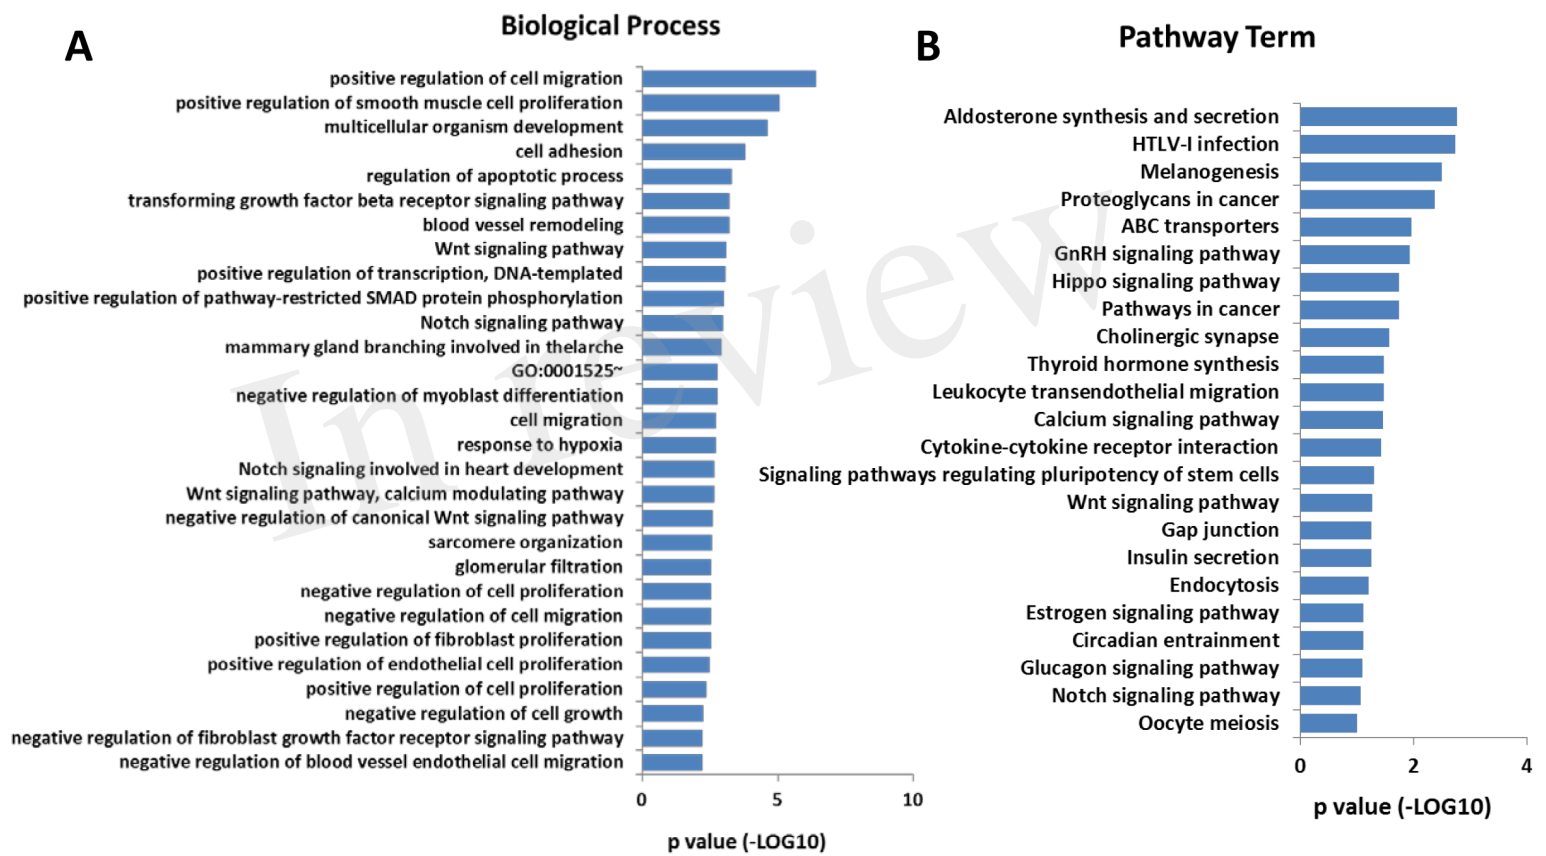 A
Biological Process
positive regulation of cell migration
positive regulation of smooth muscle cell proliferation
multicellular organism development
cell adhesion
regulation of apoptotic process
transforming growth factor beta receptor signaling pathway
blood vessel remodeling
Wnt signaling pathway
positive regulation of transcription, DNA-templated
positive regulation of pathway-restricted SMAD protein phosphorylation
Notch signaling pathway
mammary gland branching involved in thelarche
GO:0001525~
negative regulation of myoblast differentiation
cell migration
response to hypoxia
Notch signaling involved in heart development
Wnt signaling pathway, calcium modulating pathway
negative regulation of canonical Wnt signaling pathway
sarcomere organization
glomerular filtration
negative regulation of cell proliferation
negative regulation of cell migration
positive regulation of fibroblast proliferation
positive regulation of endothelial cell proliferation
positive regulation of cell proliferation
negative regulation of cell growth
negative regulation of fibroblast growth factor receptor signaling pathway
negative regulation of blood vessel endothelial cell migration
0 5 10
p value (-LOG10)
B
Pathway Term
Aldosterone synthesis and secretion
HTLV-I infection
Melanogenesis
Proteoglycans in cancer
ABC transporters
GnRH signaling pathway
Hippo signaling pathway
Pathways in cancer
Cholinergic synapse
Thyroid hormone synthesis
Leukocyte transendothelial migration
Calcium signaling pathway
Cytokine-cytokine receptor interaction
Signaling pathways regulating pluripotency of stem cells
Wnt signaling pathway
Gap junction
Insulin secretion
Endocytosis
Estrogen signaling pathway
Circadian entrainment
Glucagon signaling pathway
Notch signaling pathway
Oocyte meiosis
0 2 4
p value (-LOG10)
In review